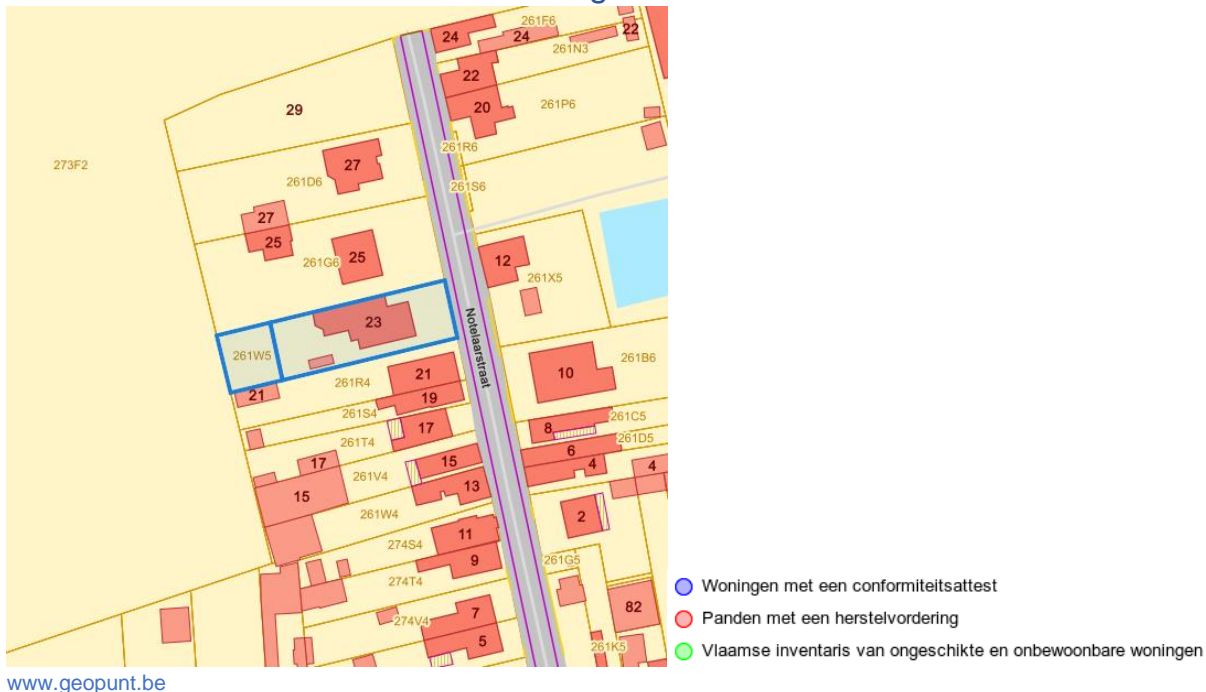 261F6
24
24
22
261N3
22
20
261P6
29
273F2
261R6
27
261D6
261S6
27
25
25
261G6
12
261X5
23
Notelaarstraat
261W5
261B6
10
21
261R4
21
19
261S4
261C5
8
17
261D5
261T4
6
17
15
4
4
261V4
15
13
261W4
2
11
274S4
9
261G5
274T4
7
82
274V4
5
261K5
Woningen met een conformiteitsattest
Panden met een herstelvordering
Vlaamse inventaris van ongeschikte en onbewoonbare woningen
www.geopunt.be